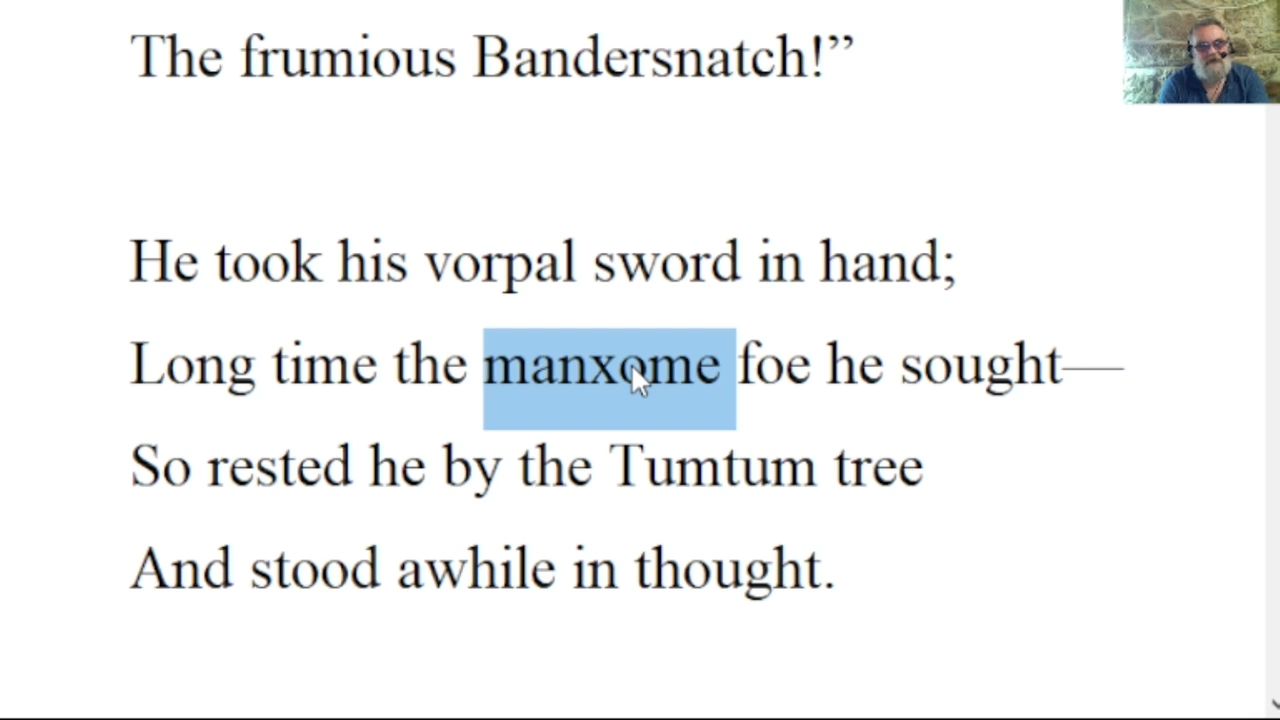 The frumious Bandersnatch!”
He took his vorpal sword in hand;
Long time the manxome foe he sought—
So rested he by the Tumtum tree
And stood awhile in thought.